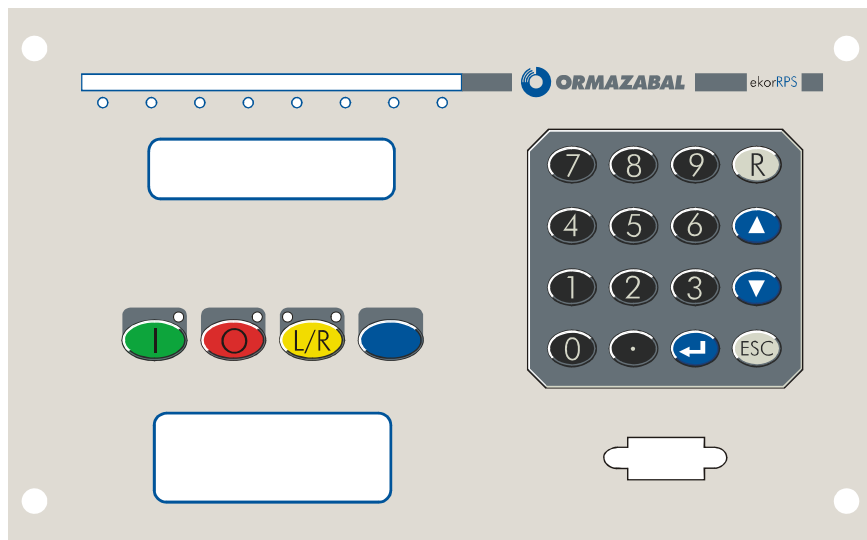 ORMAZABAL ekorRPS
7 8 9 R
4 5 6
1 2 3
I O L/R
0 . ESC